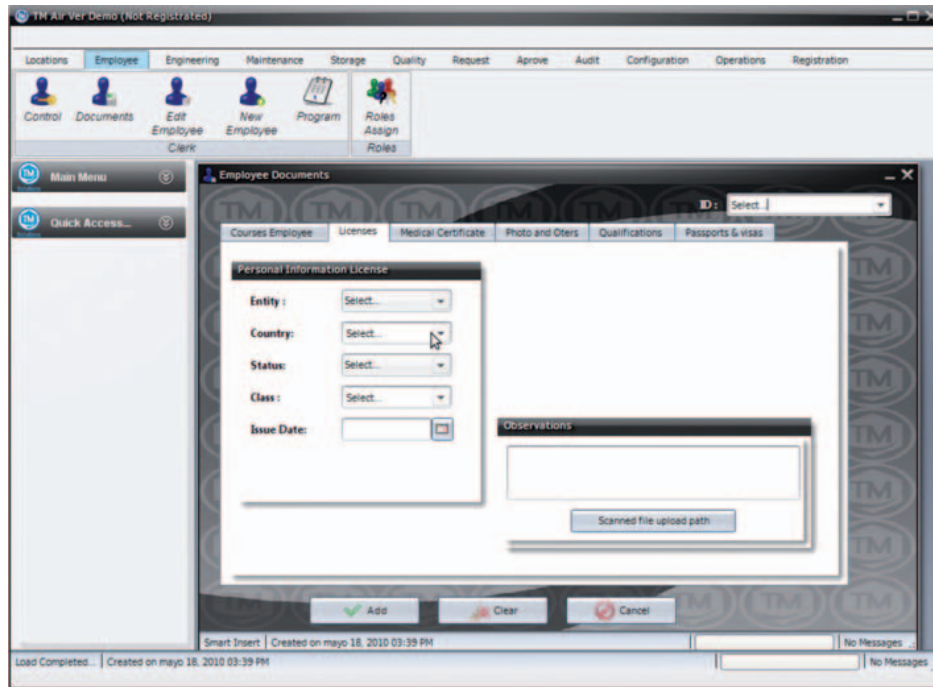 TM Air Ver Demo (Not Registrated)
Locations Employee Engineering Maintenance Storage Quality Request Aprove Audit Configuration Operations Registration
Control Documents Edit Employee New Employee Program Roles Assign
Clerk Roles
TM Main Menu
TM Quick Access...
Employee Documents
ID: Select...
Courses Employee Licenses Medical Certificate Photo and Oters Qualifications Passports & visas
Personal Information License
Entity : Select...
Country: Select...
Status: Select...
Class : Select...
Issue Date:
Observations
Scanned file upload path
Add Clear Cancel
Smart Insert Created on mayo 18, 2010 03:39 PM No Messages
Load Completed... Created on mayo 18, 2010 03:39 PM No Messages